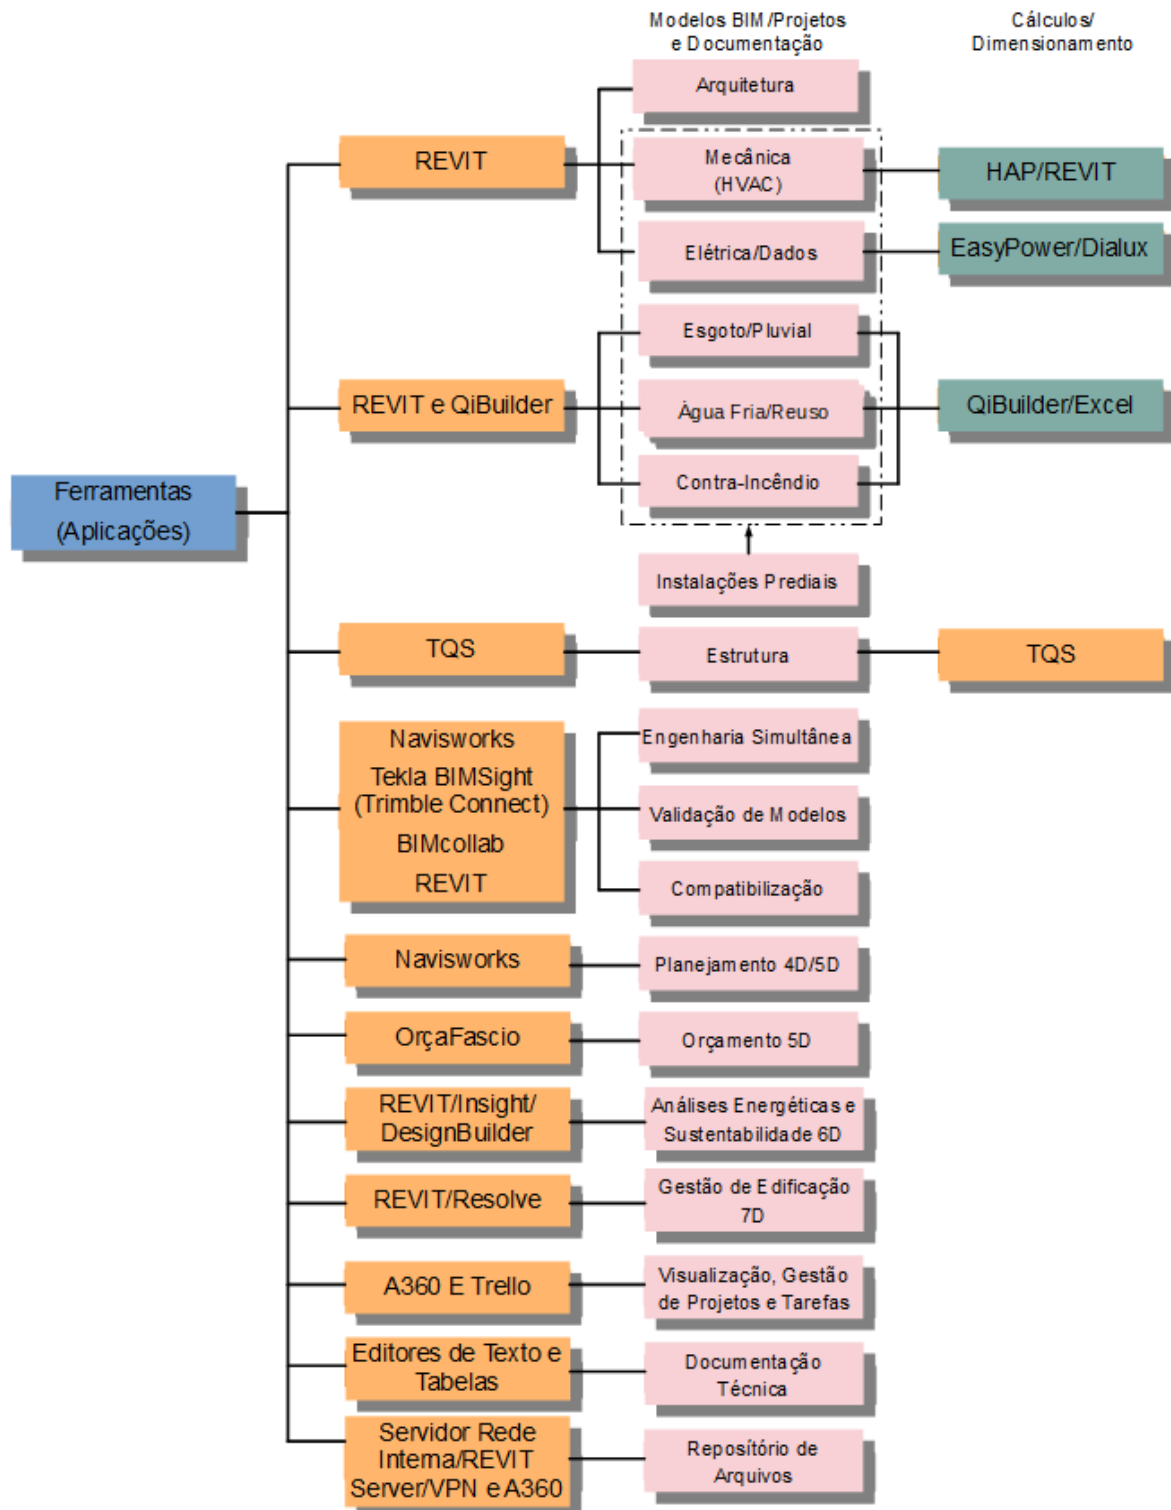 Modelos BIM/Projetos
e Documentação
Cálculos/
Dimensionamento
Arquitetura
REVIT
Mecânica
(HVAC)
HAP/REVIT
Elétrica/Dados
EasyPower/Dialux
Esgoto/Pluvial
REVIT e QiBuilder
Água Fria/Reuso
QiBuilder/Excel
Contra-Incêndio
Ferramentas
(Aplicações)
Instalações Prediais
TQS
Estrutura
TQS
Navisworks
Tekla BIMSight
(Trimble Connect)
BIMcollab
REVIT
Engenharia Simultânea
Validação de Modelos
Compatibilização
Navisworks
Planejamento 4D/5D
OrçaFascio
Orçamento 5D
REVIT/Insight/
DesignBuilder
Análises Energéticas e
Sustentabilidade 6D
REVIT/Resolve
Gestão de Edificação
7D
A360 E Trello
Visualização, Gestão
de Projetos e Tarefas
Editores de Texto e
Tabelas
Documentação
Técnica
Servidor Rede
Interna/REVIT
Server/VPN e A360
Reposítório de
Arquivos